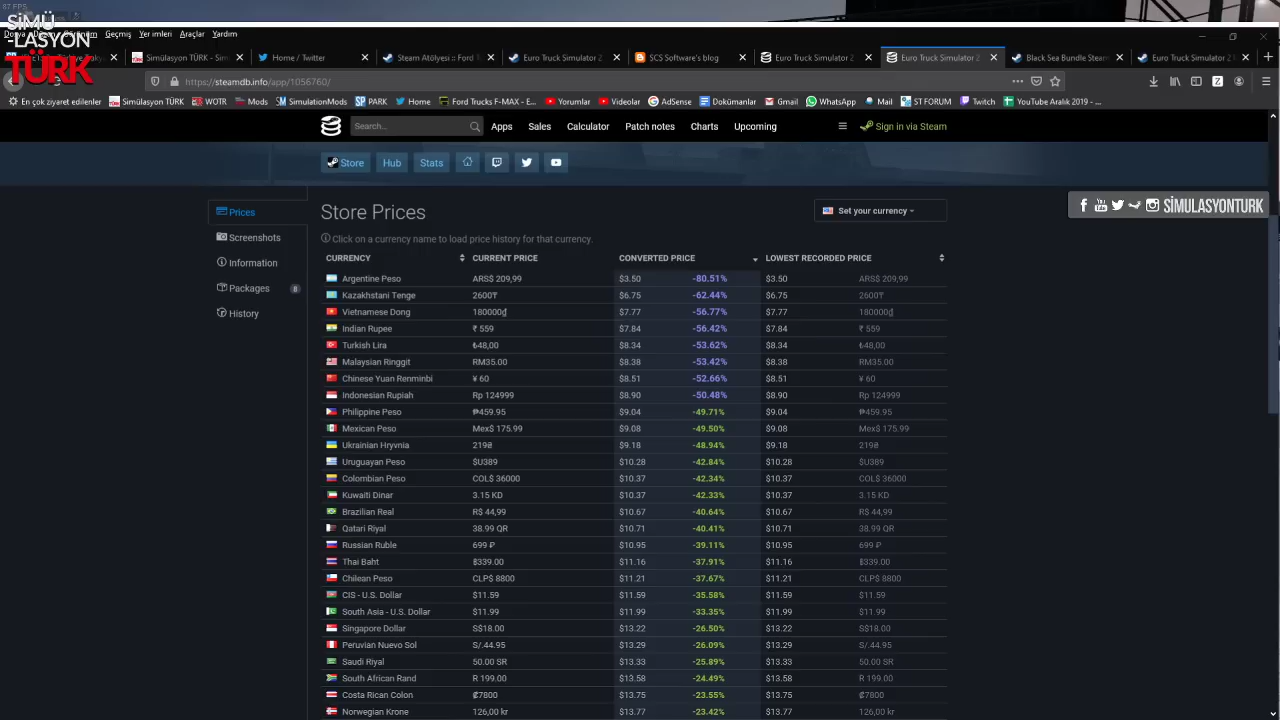 37 FPS
SİMÜ
-LASYON
TÜRK
Görünüm Geçmiş Yer imleri Araçlar Yardım
Simülasyon TÜRK - Sim
Home / Twitter
Steam Atölyesi :: Ford T
Euro Truck Simulator 2
SCS Software's blog
Euro Truck Simulator 2
Euro Truck Simulator 2
Black Sea Bundle Steam
Euro Truck Simulator 2
https://steamdb.info/app/1056760/
En çok ziyaret edilenler Simülasyon TÜRK WOTR Mods SimulationMods PARK Home Ford Trucks F-MAX - E... Yorumlar Videolar AdSense Dokümanlar Gmail WhatsApp Mail ST FORUM Twitch YouTube Aralık 2019 - ...
Search... Apps Sales Calculator Patch notes Charts Upcoming Sign in via Steam
Store Hub Stats
SİMULASYONTURK
Prices
Screenshots
Information
Packages 8
History
Store Prices Set your currency
Click on a currency name to load price history for that currency.
CURRENCY CURRENT PRICE CONVERTED PRICE LOWEST RECORDED PRICE
Argentine Peso ARS$ 209,99 $3.50 -80.51% $3.50 ARS$ 209,99
Kazakhstani Tenge 2600₸ $6.75 -62.44% $6.75 2600₸
Vietnamese Dong 180000₫ $7.77 -56.77% $7.77 180000₫
Indian Rupee ₹ 559 $7.84 -56.42% $7.84 ₹ 559
Turkish Lira ₺48,00 $8.34 -53.62% $8.34 ₺48,00
Malaysian Ringgit RM35.00 $8.38 -53.42% $8.38 RM35.00
Chinese Yuan Renminbi ¥ 60 $8.51 -52.66% $8.51 ¥ 60
Indonesian Rupiah Rp 124999 $8.90 -50.48% $8.90 Rp 124999
Philippine Peso ₱459.95 $9.04 -49.71% $9.04 ₱459.95
Mexican Peso Mex$ 175.99 $9.08 -49.50% $9.08 Mex$ 175.99
Ukrainian Hryvnia 219₴ $9.18 -48.94% $9.18 219₴
Uruguayan Peso $U389 $10.28 -42.84% $10.28 $U389
Colombian Peso COL$ 36000 $10.37 -42.34% $10.37 COL$ 36000
Kuwaiti Dinar 3.15 KD $10.37 -42.33% $10.37 3.15 KD
Brazilian Real R$ 44,99 $10.67 -40.64% $10.67 R$ 44,99
Qatari Riyal 38.99 QR $10.71 -40.41% $10.71 38.99 QR
Russian Ruble 699 ₽ $10.95 -39.11% $10.95 699 ₽
Thai Baht ฿339.00 $11.16 -37.91% $11.16 ฿339.00
Chilean Peso CLP$ 8800 $11.21 -37.67% $11.21 CLP$ 8800
CIS - U.S. Dollar $11.59 $11.59 -35.58% $11.59 $11.59
South Asia - U.S. Dollar $11.99 $11.99 -33.35% $11.99 $11.99
Singapore Dollar S$18.00 $13.22 -26.50% $13.22 S$18.00
Peruvian Nuevo Sol S/.44.95 $13.29 -26.09% $13.29 S/.44.95
Saudi Riyal 50.00 SR $13.33 -25.89% $13.33 50.00 SR
South African Rand R 199.00 $13.58 -24.49% $13.58 R 199.00
Costa Rican Colon ₡7800 $13.75 -23.55% $13.75 ₡7800
Norwegian Krone 126,00 kr $13.77 -23.42% $13.77 126,00 kr